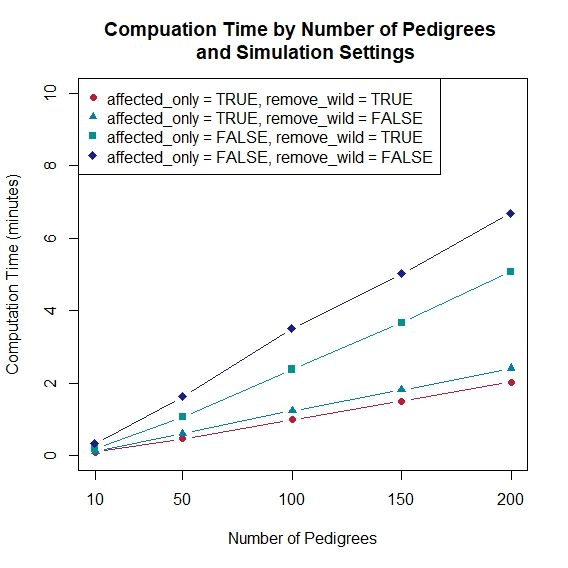 Compuation Time by Number of Pedigrees
and Simulation Settings
affected_only = TRUE, remove_wild = TRUE
affected_only = TRUE, remove_wild = FALSE
affected_only = FALSE, remove_wild = TRUE
affected_only = FALSE, remove_wild = FALSE
Computation Time (minutes)
10
8
6
4
2
0
10 50 100 150 200
Number of Pedigrees